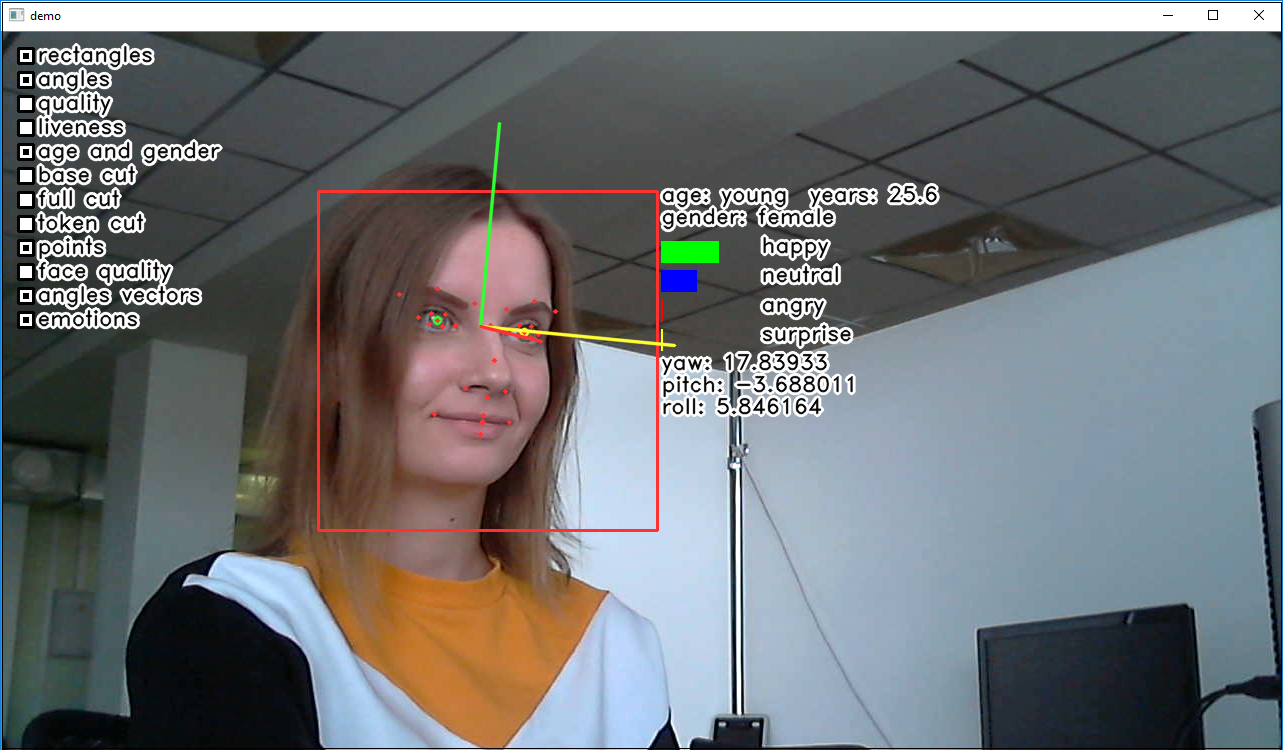 demo
rectangles
angles
quality
liveness
age and gender
base cut
full cut
token cut
points
face quality
angles vectors
emotions
age: young  years: 25.6
gender: female
happy
neutral
angry
surprise
yaw: 17.83933
pitch: -3.688011
roll: 5.846164